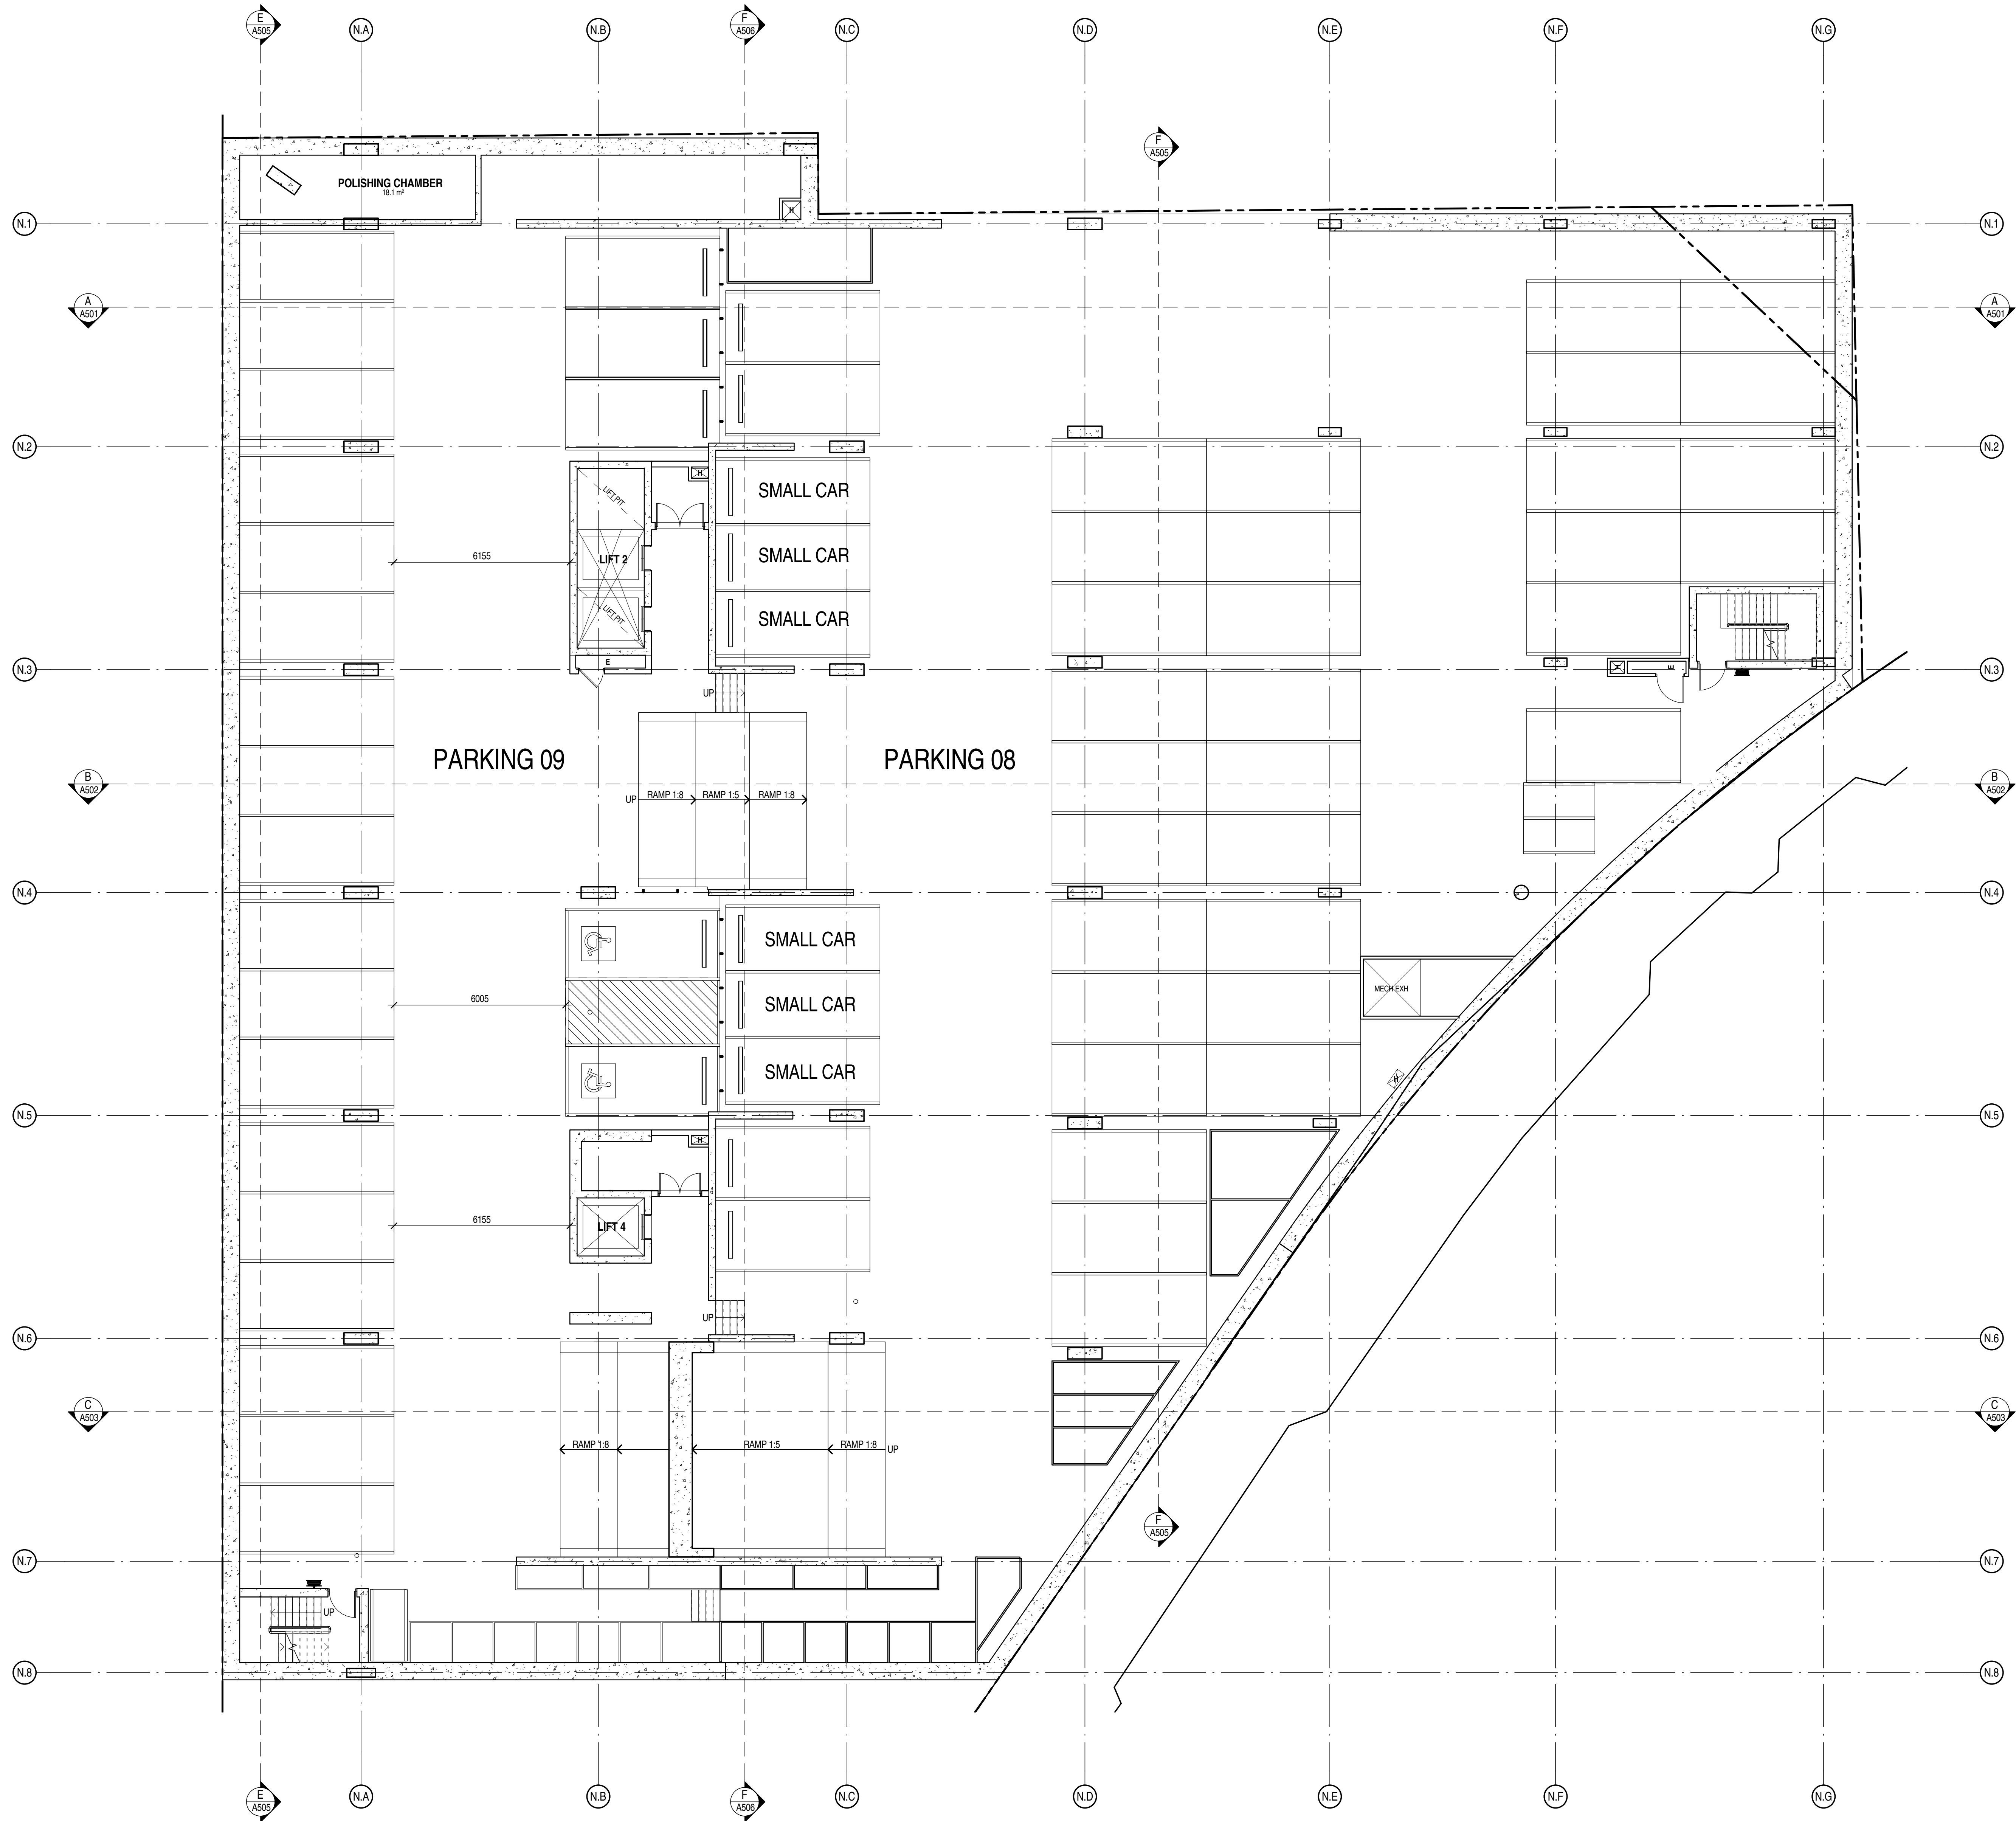 E
A505
N.A
N.B
F
A506
N.C
N.D
N.E
N.F
N.G
F
A505
POLISHING CHAMBER
18.1 m²
H
N.1
N.1
A
A501
A
A501
N.2
N.2
H
LIFT PIT
SMALL CAR
6155
LIFT 2
SMALL CAR
LIFT PIT
SMALL CAR
E
N.3
H
E
N.3
UP
PARKING 09
PARKING 08
B
A502
B
A502
UP
RAMP 1:8
RAMP 1:5
RAMP 1:8
N.4
N.4
SMALL CAR
MECH EXH
6005
SMALL CAR
SMALL CAR
H
N.5
N.5
H
6155
LIFT 4
UP
N.6
N.6
C
A503
C
A503
RAMP 1:8
RAMP 1:5
RAMP 1:8
UP
F
A505
N.7
N.7
UP
N.8
N.8
E
A505
N.A
N.B
F
A506
N.C
N.D
N.E
N.F
N.G